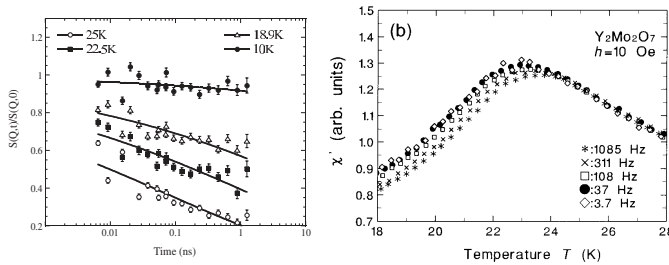 25K
22.5K
18.9K
10K
1.2
1
0.8
0.6
0.4
0.2
S(Q,t)/S(Q,0)
0.01
0.1
1
10
Time (ns)
(b)
Y2Mo2O7
h=10 Oe
1.5
1.4
1.3
1.2
1.1
1.0
0.9
0.8
0.7
χ' (arb. units)
:1085 Hz
:311 Hz
:108 Hz
:37 Hz
:3.7 Hz
18
20
22
24
26
28
Temperature T (K)